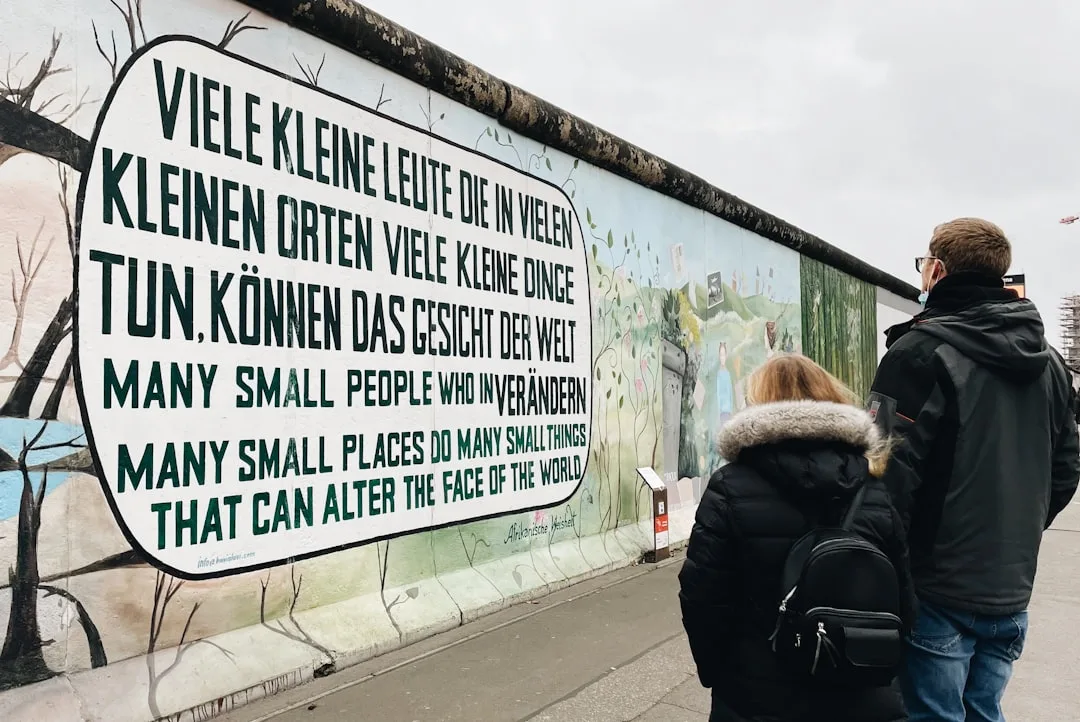 VIELE KLEINE LEUTE DIE IN VIELEN
KLEINEN ORTEN VIELE KLEINE DINGE
TUN, KÖNNEN DAS GESICHT DER WELT
MANY SMALL PEOPLE WHO IN VERÄNDERN
MANY SMALL PLACES DO MANY SMALL THINGS
THAT CAN ALTER THE FACE OF THE WORLD
Afrikanische Weisheit